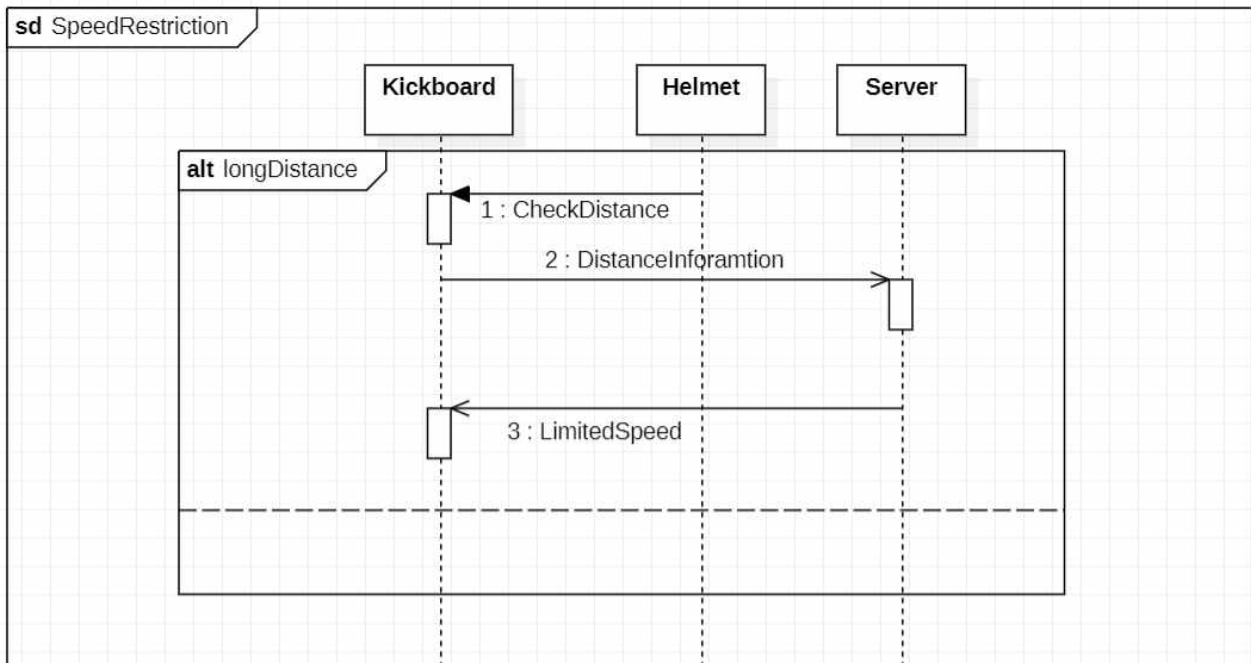 sd SpeedRestriction
Kickboard
Helmet
Server
alt longDistance
1 : CheckDistance
2 : DistanceInforamtion
3 : LimitedSpeed